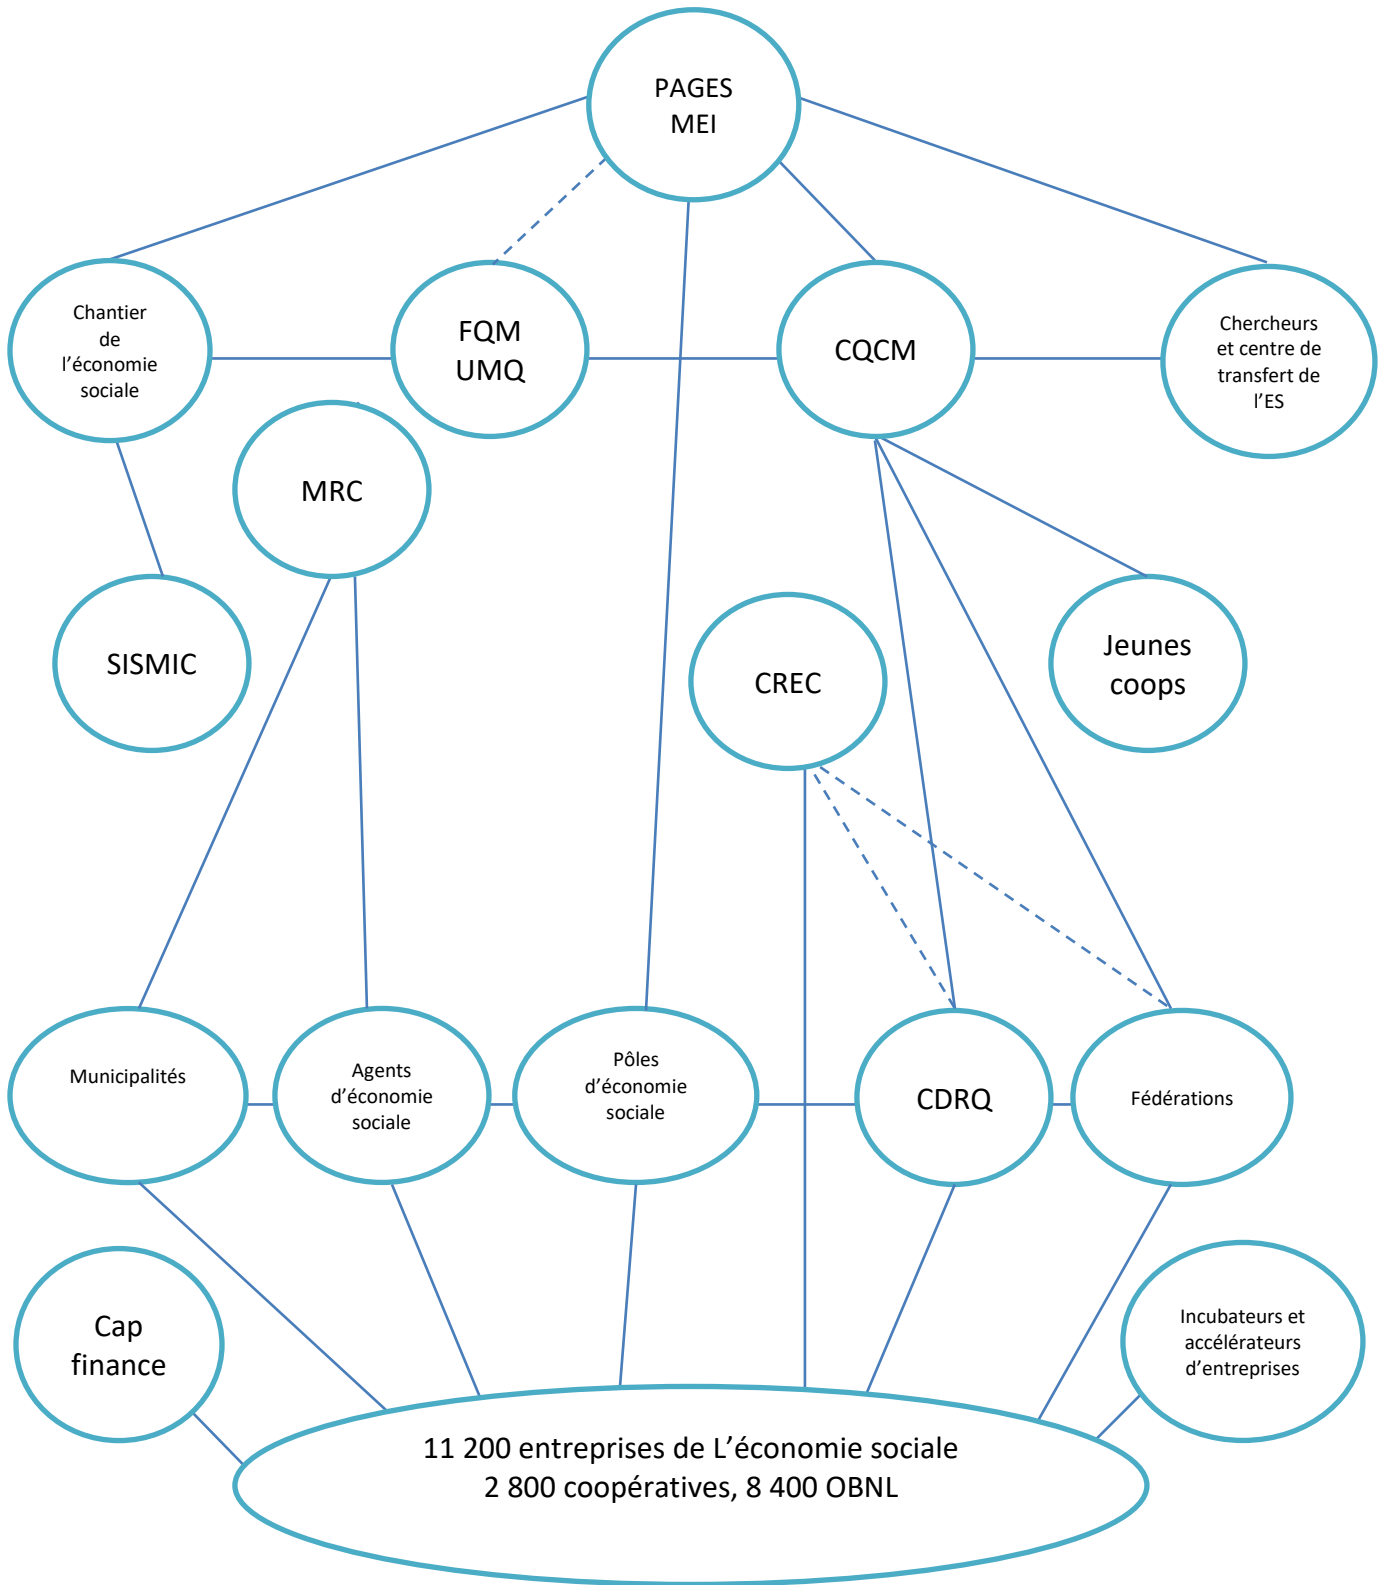 PAGES
MEI
Chantier
de
l'économie
sociale
FQM
UMQ
CQCM
Chercheurs
et centre de
transfert de
l'ES
MRC
SISMIC
CREC
Jeunes
coops
Municipalités
Agents
d'économie
sociale
Pôles
d'économie
sociale
CDRQ
Fédérations
Cap
finance
Incubateurs et
accélérateurs
d'entreprises
11 200 entreprises de L'économie sociale
2 800 coopératives, 8 400 OBNL